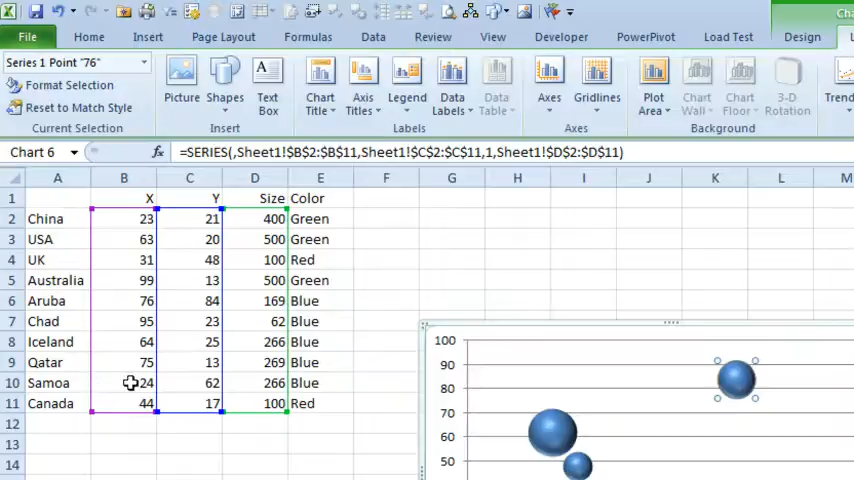 Cha
File Home Insert Page Layout Formulas Data Review View Developer PowerPivot Load Test Design
Series 1 Point "76"
Format Selection
Reset to Match Style
Current Selection
Picture Shapes Text Box
Insert
Chart Title Axis Titles Legend Data Labels Data Table
Labels
Axes Gridlines
Axes
Plot Area Chart Wall Chart Floor 3-D Rotation
Background
Trend
Chart 6 fx =SERIES(,Sheet1!$B$2:$B$11,Sheet1!$C$2:$C$11,1,Sheet1!$D$2:$D$11)
A B C D E F G H I J K L M
1 X Y Size Color
2 China 23 21 400 Green
3 USA 63 20 500 Green
4 UK 31 48 100 Red
5 Australia 99 13 500 Green
6 Aruba 76 84 169 Blue
7 Chad 95 23 62 Blue
8 Iceland 64 25 266 Blue
9 Qatar 75 13 269 Blue
10 Samoa 24 62 266 Blue
11 Canada 44 17 100 Red
12
13
14
100
90
80
70
60
50